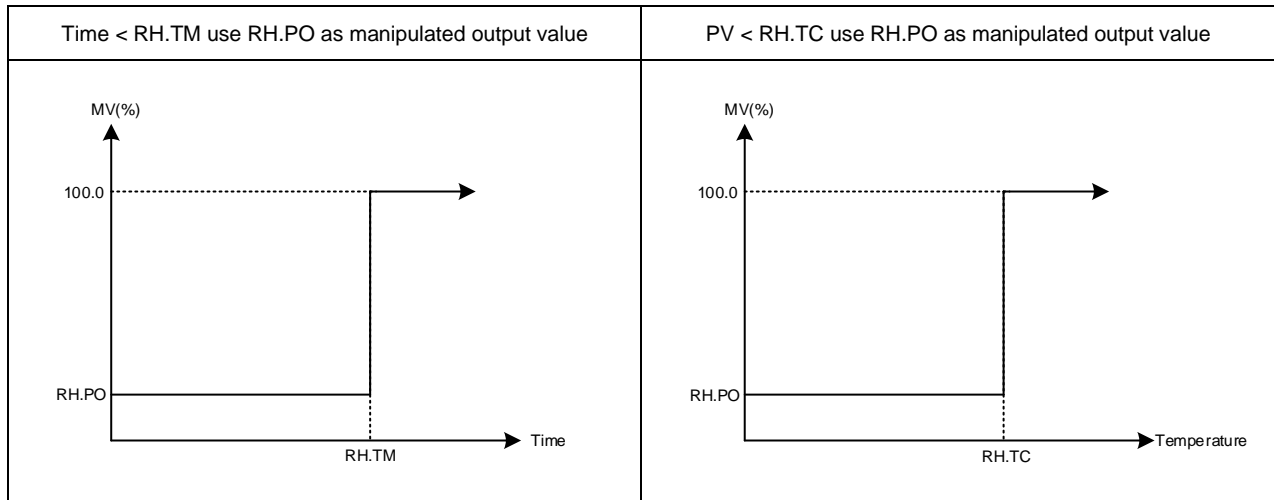 Time < RH.TM use RH.PO as manipulated output value
PV < RH.TC use RH.PO as manipulated output value
MV(%)
100.0
RH.PO
RH.TM
Time
MV(%)
100.0
RH.PO
RH.TC
Temperature